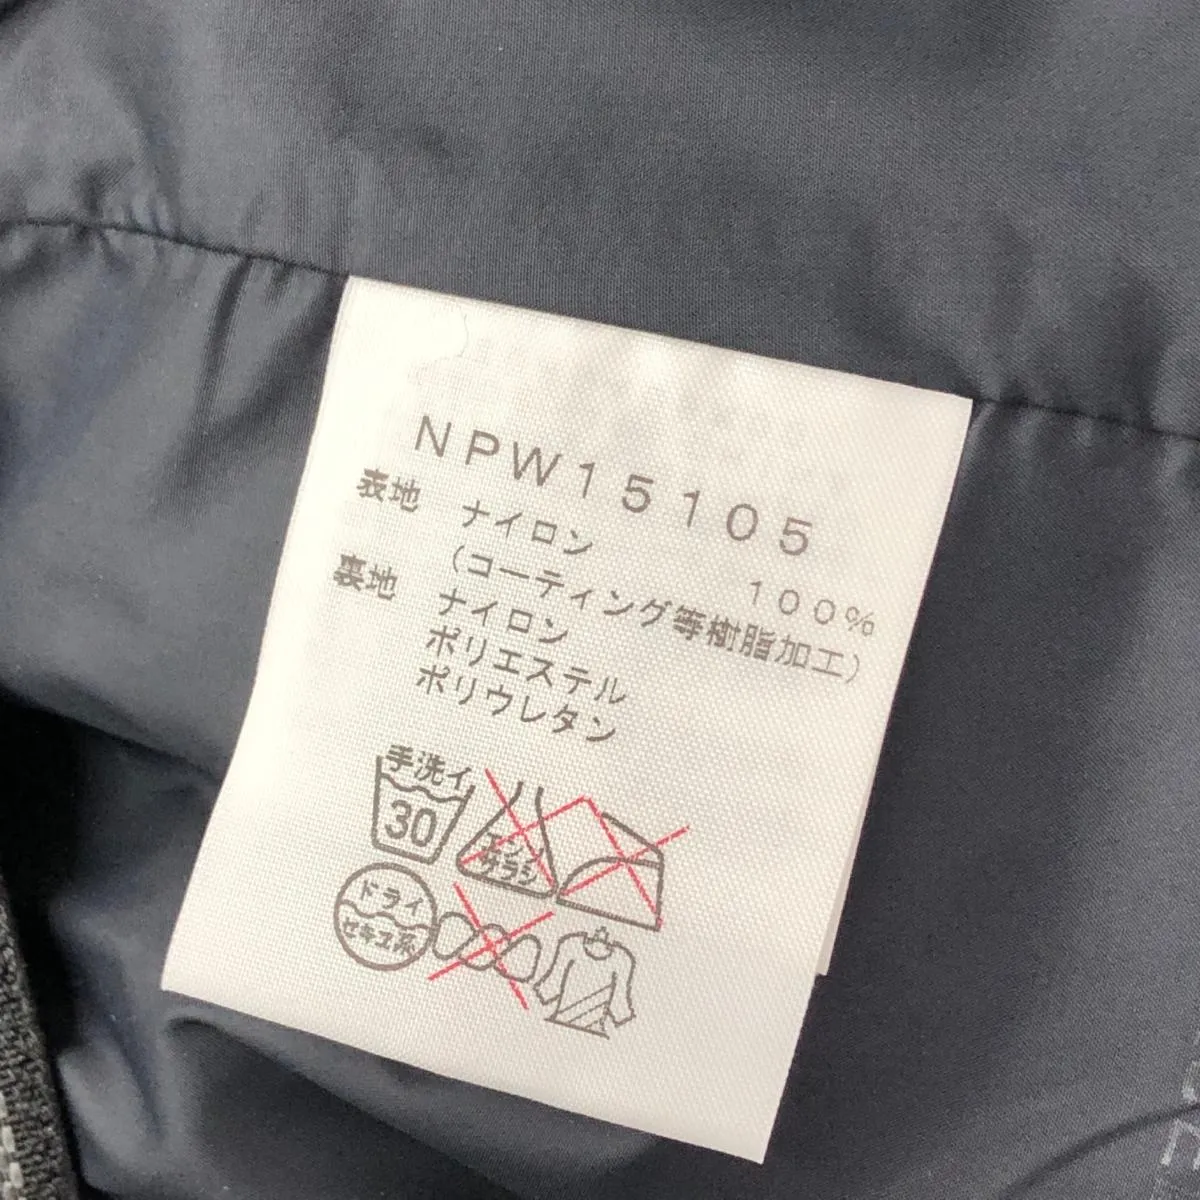 NPW15105
表地 ナイロン 100%
(コーティング等樹脂加工)
裏地 ナイロン
ポリエステル
ポリウレタン
手洗イ
30
エンソ
サラシ
ドライ
セキユ系